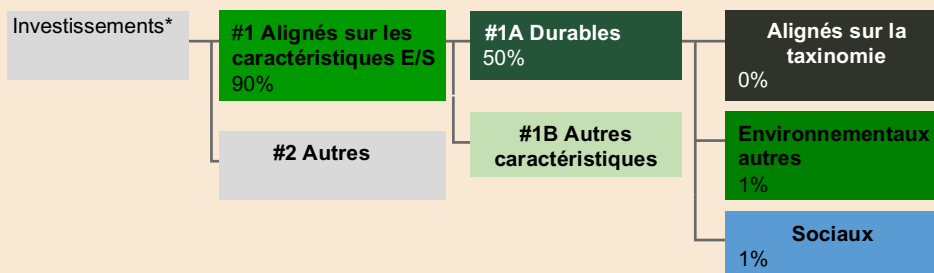 Investissements*
#1 Alignés sur les
caractéristiques E/S
90%
#2 Autres
#1A Durables
50%
#1B Autres
caractéristiques
Alignés sur la
taxinomie
0%
Environnementaux
autres
1%
Sociaux
1%